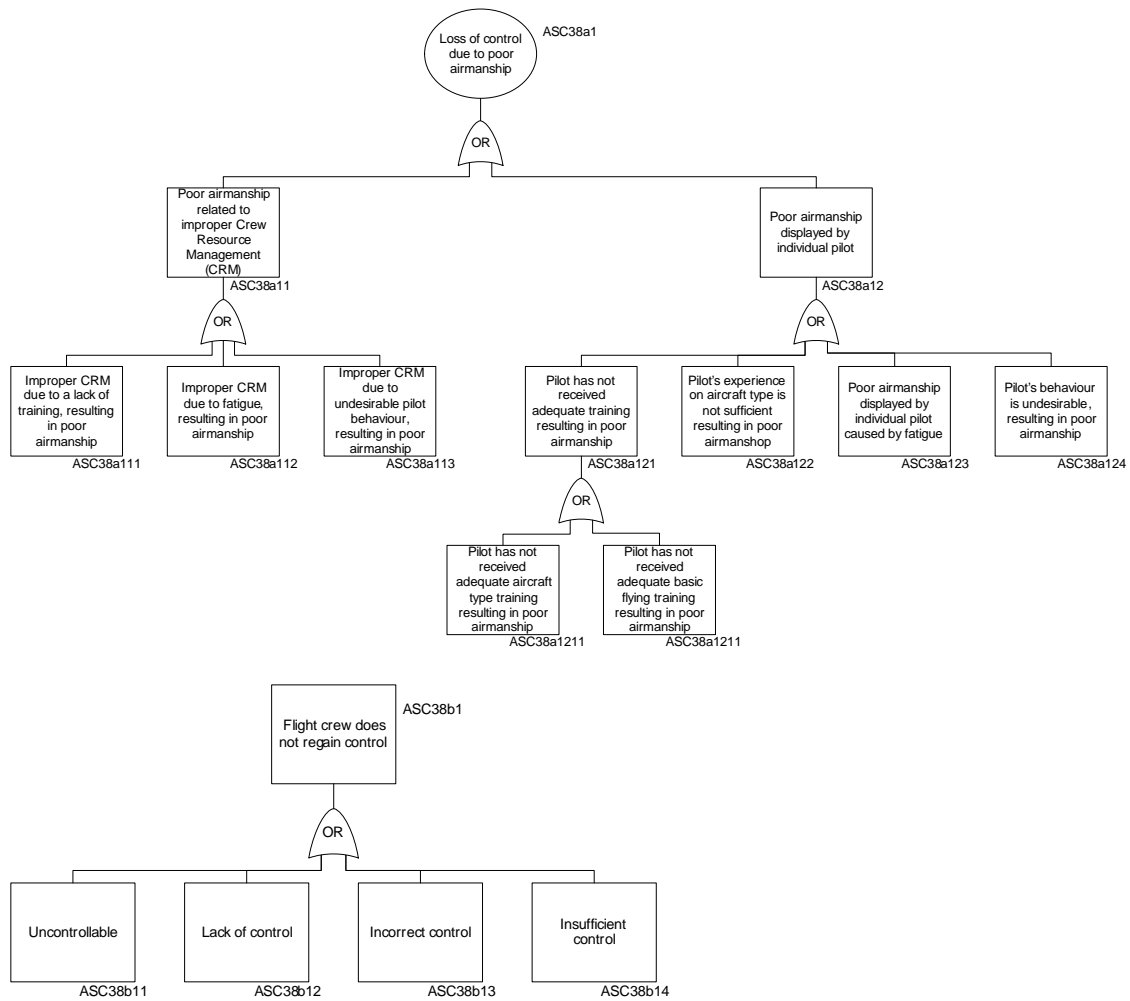 Loss of control
due to poor
airmanship
ASC38a1
OR
Poor airmanship
related to
improper Crew
Resource
Management
(CRM)
ASC38a11
Poor airmanship
displayed by
individual pilot
ASC38a12
OR
OR
Improper CRM
due to a lack of
training, resulting
in poor
airmanship
ASC38a111
Improper CRM
due to fatigue,
resulting in poor
airmanship
ASC38a112
Improper CRM
due to
undesirable pilot
behaviour,
resulting in poor
airmanship
ASC38a113
Pilot has not
received
adequate training
resulting in poor
airmanship
ASC38a121
Pilot's experience
on aircraft type is
not sufficient
resulting in poor
airmanshop
ASC38a122
Poor airmanship
displayed by
individual pilot
caused by fatigue
ASC38a123
Pilot's behaviour
is undesirable,
resulting in poor
airmanship
ASC38a124
OR
Pilot has not
received
adequate aircraft
type training
resulting in poor
airmanship
ASC38a1211
Pilot has not
received
adequate basic
flying training
resulting in poor
airmanship
ASC38a1211
Flight crew does
not regain control
ASC38b1
OR
Uncontrollable
ASC38b11
Lack of control
ASC38b12
Incorrect control
ASC38b13
Insufficient
control
ASC38b14